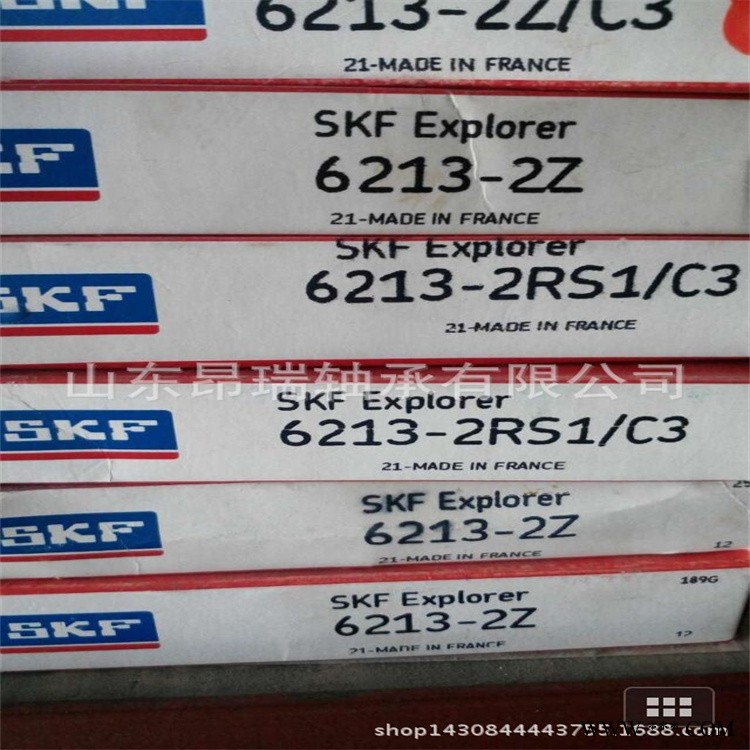 SKF
6213-2Z/C3
21-MADE IN FRANCE
SKF Explorer
SKF
6213-2Z
21-MADE IN FRANCE
SKF Explorer
SKF
6213-2RS1/C3
21-MADE IN FRANCE
山东昂瑞轴承有限公司
SKF Explorer
SKF
6213-2RS1/C3
21-MADE IN FRANCE
SKF Explorer
SKF
6213-2Z
12
21-MADE IN FRANCE
189G
SKF Explorer
SKF
6213-2Z
12
21-MADE IN FRANCE